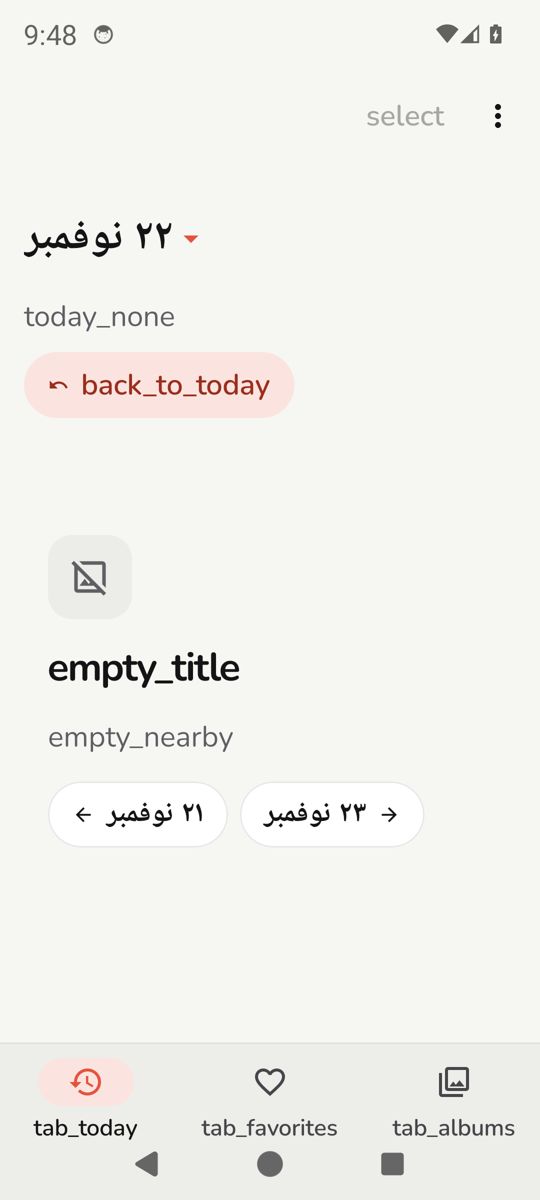 9:48
select
٢٢ نوفمبر
today_none
back_to_today
empty_title
empty_nearby
٢١ نوفمبر
٢٣ نوفمبر
tab_today
tab_favorites
tab_albums